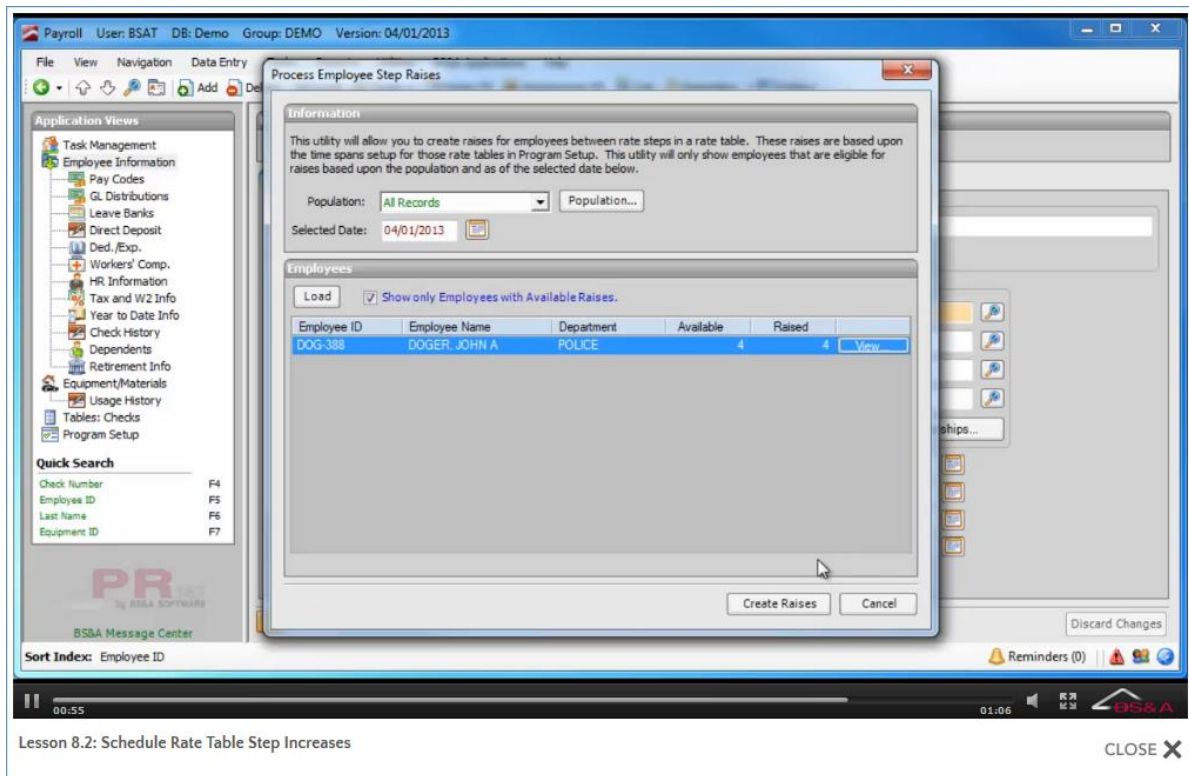 Payroll User: BSAT DB: Demo Group: DEMO Version: 04/01/2013
File View Navigation Data Entry
Add
Application Views
Task Management
Employee Information
Pay Codes
GL Distributions
Leave Banks
Direct Deposit
Ded./Exp.
Workers' Comp.
HR Information
Tax and W2 Info
Year to Date Info
Check History
Dependents
Retirement Info
Equipment/Materials
Usage History
Tables: Checks
Program Setup
Quick Search
Check Number F4
Employee ID F5
Last Name F6
Equipment ID F7
PR
by BS&A SOFTWARE
BS&A Message Center
Process Employee Step Raises
Information
This utility will allow you to create raises for employees between rate steps in a rate table. These raises are based upon
the time spans setup for those rate tables in Program Setup. This utility will only show employees that are eligible for
raises based upon the population and as of the selected date below.
Population: All Records Population...
Selected Date: 04/01/2013
Employees
Load Show only Employees with Available Raises.
Employee ID Employee Name Department Available Raised
DOG-388 DOGER, JOHN A POLICE 4 4 View...
Create Raises Cancel
ships...
Discard Changes
Sort Index: Employee ID
Reminders (0)
00:55
01:06
BS&A
Lesson 8.2: Schedule Rate Table Step Increases
CLOSE